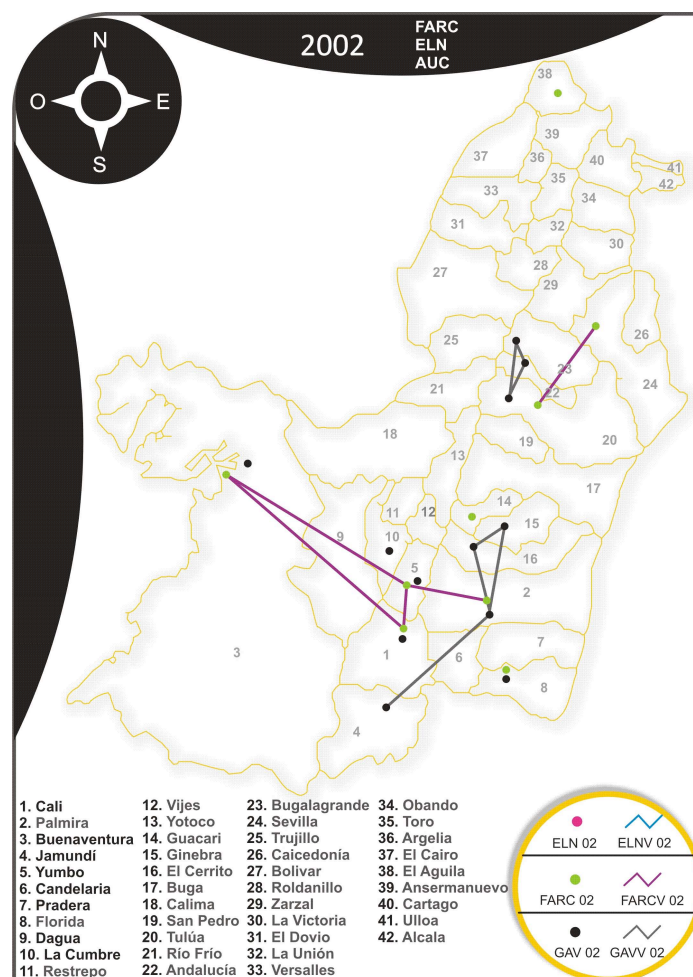 2002
FARC
ELN
AUC
N
O
E
S
38
39
37
36
40
41
42
35
33
34
31
32
30
28
27
29
25
26
23
24
21
22
18
19
20
13
17
14
11
12
15
9
10
16
5
2
7
3
1
6
8
4
1. Cali
2. Palmira
3. Buenaventura
4. Jamundí
5. Yumbo
6. Candelaria
7. Pradera
8. Florida
9. Dagua
10. La Cumbre
11. Restrepo
12. Vijes
13. Yotoco
14. Guacari
15. Ginebra
16. El Cerrito
17. Buga
18. Calima
19. San Pedro
20. Tulúa
21. Río Frío
22. Andalucía
23. Bugalagrande
24. Sevilla
25. Trujillo
26. Caicedonía
27. Bolivar
28. Roldanillo
29. Zarzal
30. La Victoria
31. El Dovio
32. La Unión
33. Versalles
34. Obando
35. Toro
36. Argelia
37. El Cairo
38. El Aguila
39. Ansermanuevo
40. Cartago
41. Ulloa
42. Alcala
ELN 02 ELNV 02
FARC 02 FARCV 02
GAV 02 GAVV 02